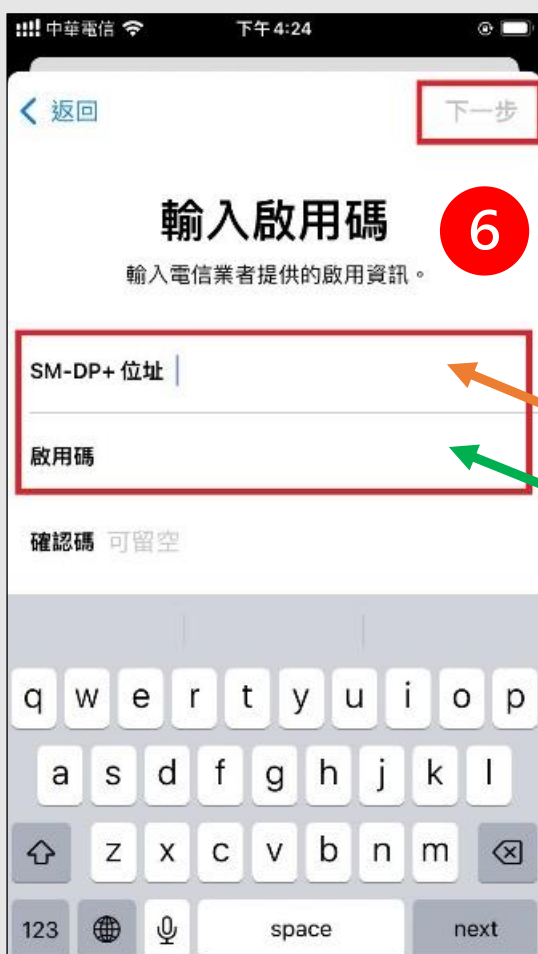 中華電信 下午4:24
返回 下一步
輸入啟用碼
6
輸入電信業者提供的啟用資訊。
SM-DP+ 位址
啟用碼
確認碼 可留空
q w e r t y u i o p
a s d f g h j k l
z x c v b n m
123 space next